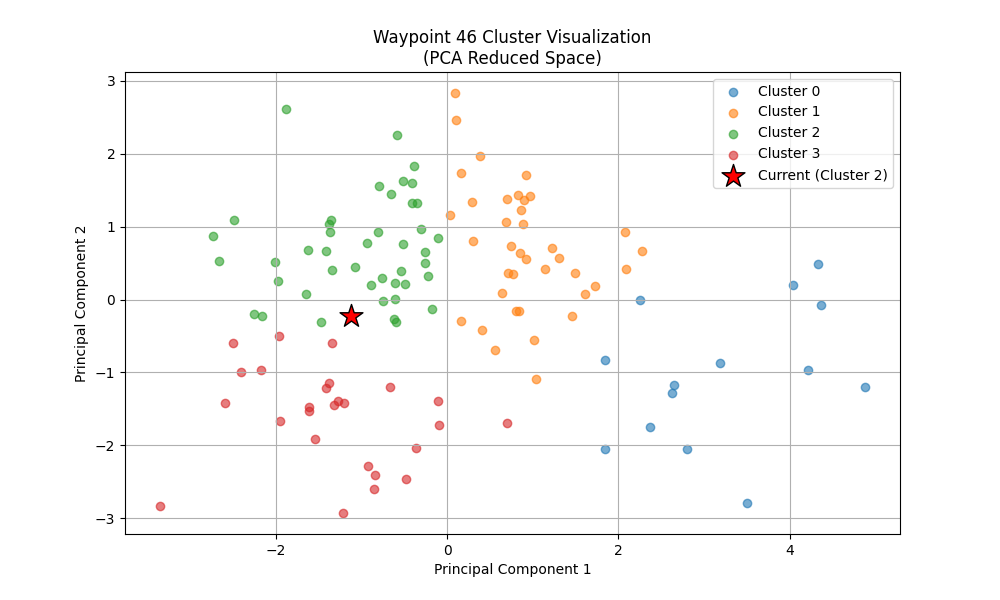 Waypoint 46 Cluster Visualization
(PCA Reduced Space)
Cluster 0
Cluster 1
Cluster 2
Cluster 3
Current (Cluster 2)
Principal Component 2
3
2
1
0
−1
−2
−3
−2
0
2
4
Principal Component 1